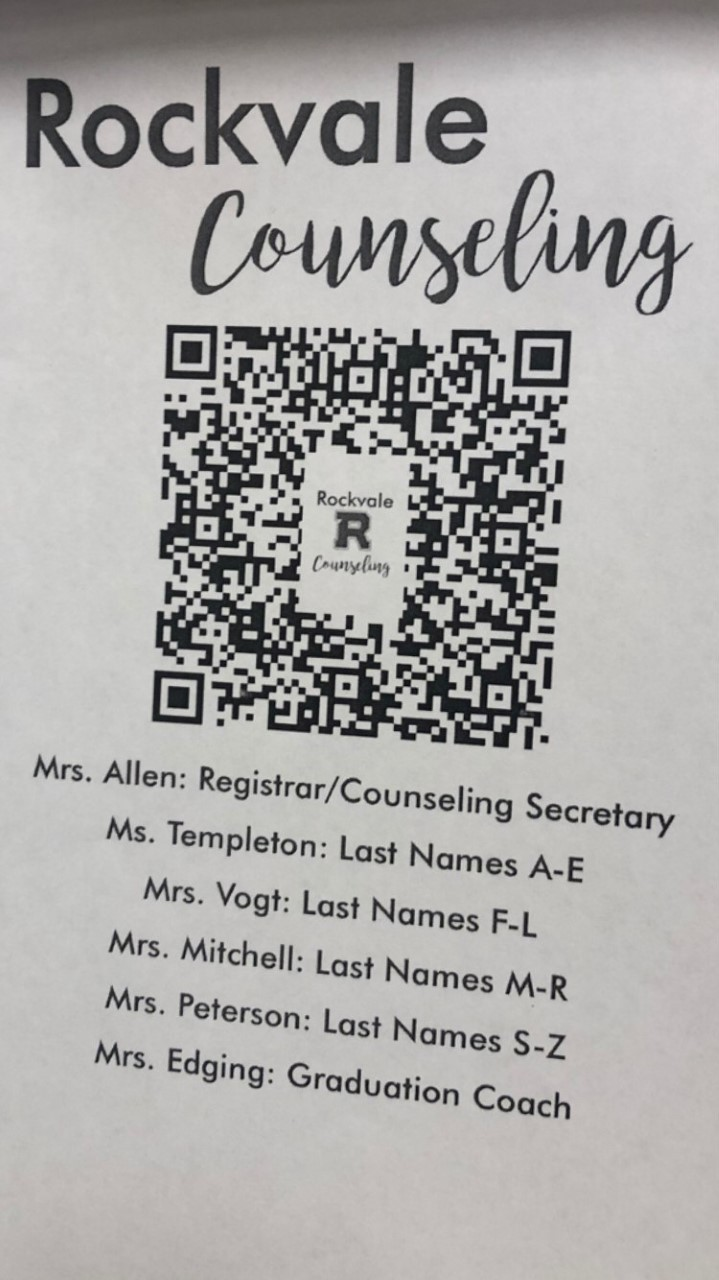 Rockvale
Counseling
Rockvale
R
Counseling
Mrs. Allen: Registrar/Counseling Secretary
Ms. Templeton: Last Names A-E
Mrs. Vogt: Last Names F-L
Mrs. Mitchell: Last Names M-R
Mrs. Peterson: Last Names S-Z
Mrs. Edging: Graduation Coach